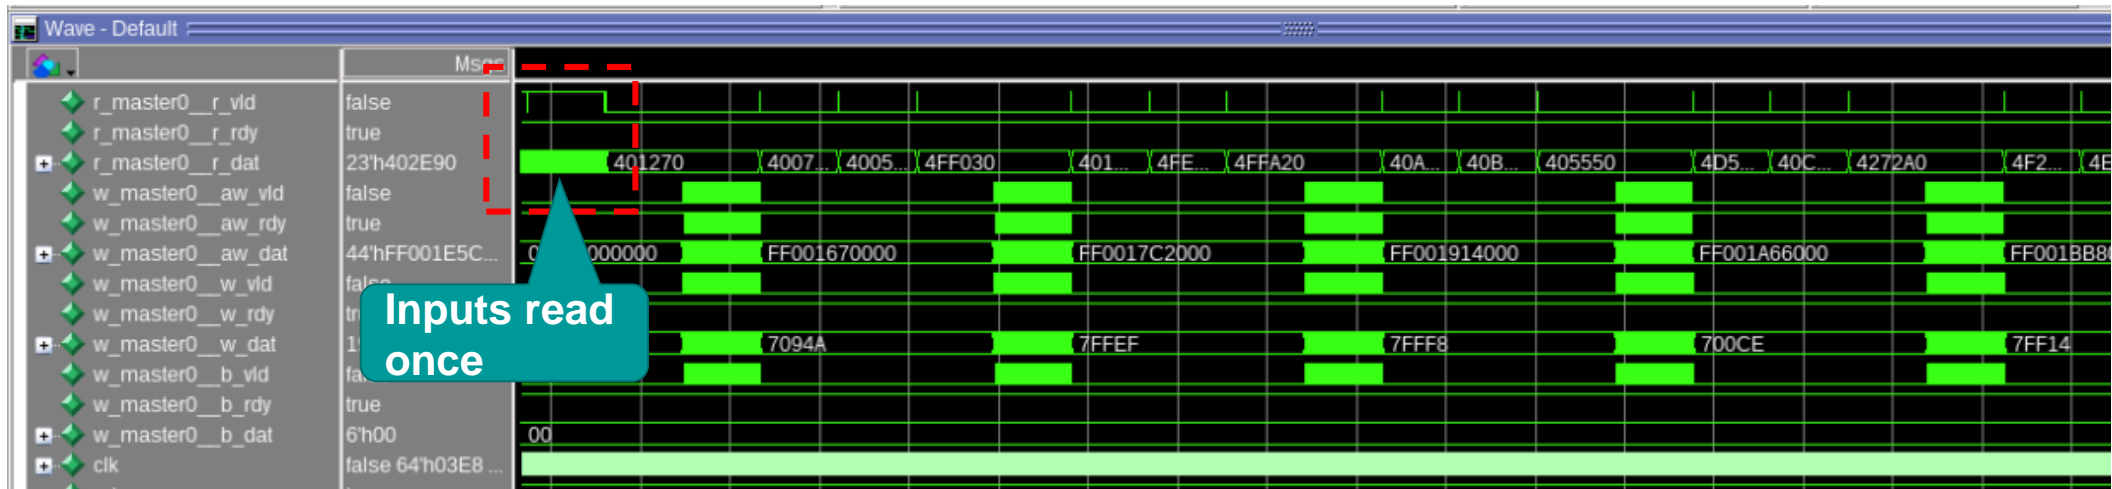 Wave - Default
Msgs
r_master0__r_vld false
r_master0__r_rdy true
r_master0__r_dat 23'h402E90 401270 4007... 4005... 4FF030 401... 4FE... 4FFA20 40A... 40B... 405550 4D5... 40C... 4272A0 4F2... 4E
w_master0__aw_vld false
w_master0__aw_rdy true
w_master0__aw_dat 44'hFF001E5C... 000000 FF001670000 FF0017C2000 FF001914000 FF001A66000 FF001BB80
w_master0__w_vld false
w_master0__w_rdy
w_master0__w_dat 7094A 7FFEF 7FFF8 700CE 7FF14
w_master0__b_vld
w_master0__b_rdy true
w_master0__b_dat 6'h00 00
clk false 64'h03E8 ...
Inputs read
once